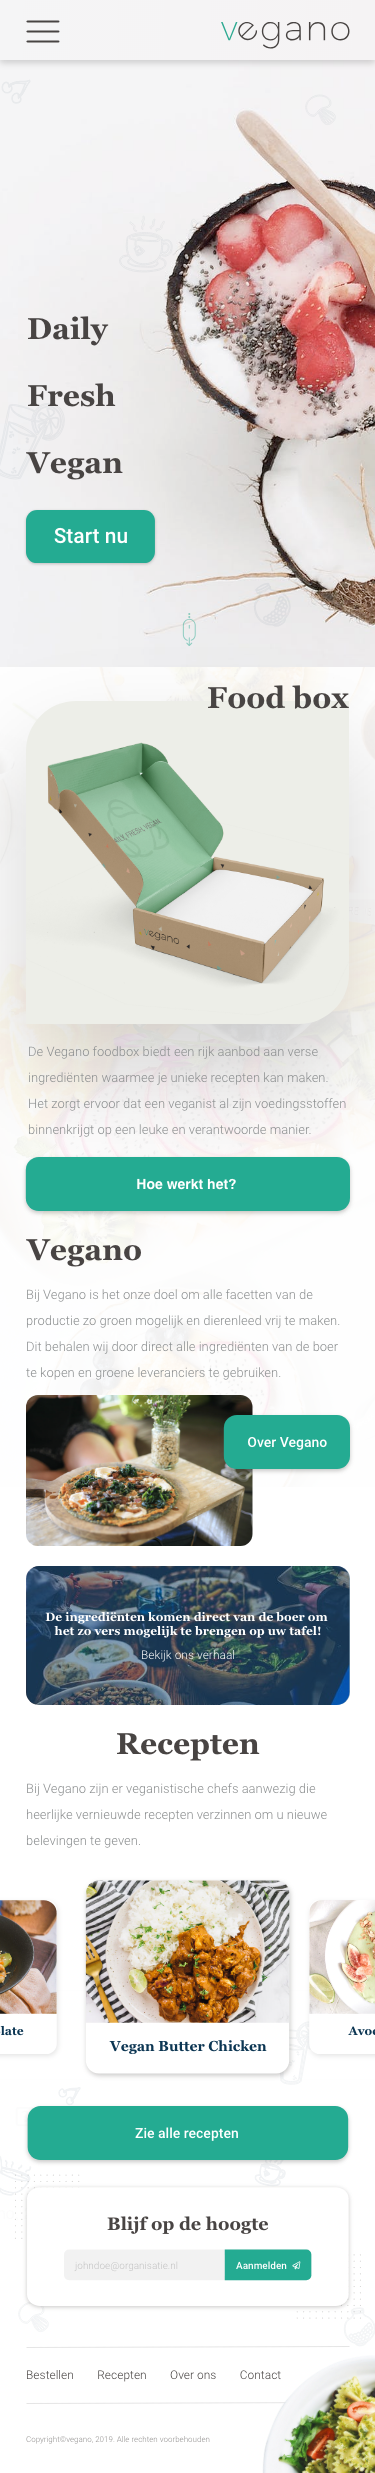 vegano
Daily
Fresh
Vegan
Start nu
Food box
vegano
De Vegano foodbox biedt een rijk aanbod aan verse
ingrediënten waarmee je unieke recepten kan maken.
Het zorgt ervoor dat een veganist al zijn voedingsstoffen
binnenkrijgt op een leuke en verantwoorde manier.
Hoe werkt het?
Vegano
Bij Vegano is het onze doel om alle facetten van de
productie zo groen mogelijk en dierenleed vrij te maken.
Dit behalen wij door direct alle ingrediënten van de boer
te kopen en groene leveranciers te gebruiken.
Over Vegano
De ingrediënten komen direct van de boer om
het zo vers mogelijk te brengen op uw tafel!
Bekijk ons verhaal
Recepten
Bij Vegano zijn er veganistische chefs aanwezig die
heerlijke vernieuwde recepten verzinnen om u nieuwe
belevingen te geven.
late
Vegan Butter Chicken
Avoc
Zie alle recepten
Blijf op de hoogte
johndoe@organisatie.nl
Aanmelden
Bestellen Recepten Over ons Contact
Copyright©vegano, 2019. Alle rechten voorbehouden